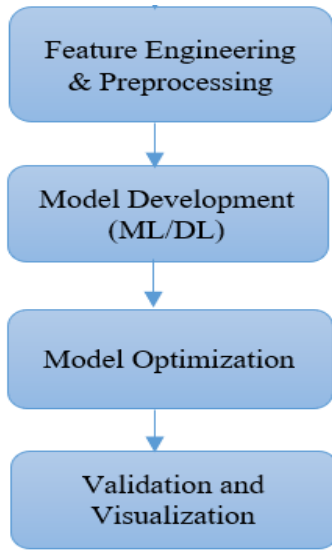 Feature Engineering
& Preprocessing
Model Development
(ML/DL)
Model Optimization
Validation and
Visualization